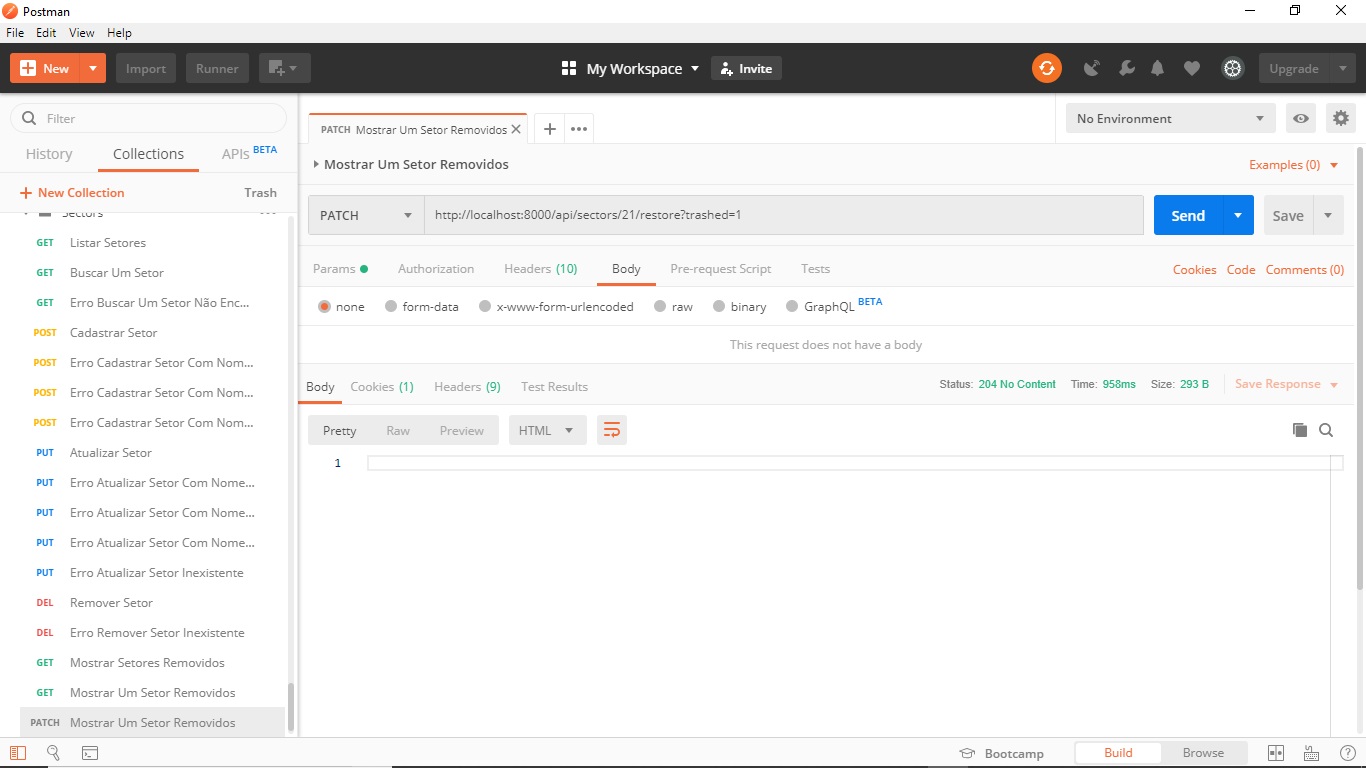 Postman
File Edit View Help
New Import Runner My Workspace Invite Upgrade
Filter
History Collections APIs BETA
New Collection Trash
Sectors
GET Listar Setores
GET Buscar Um Setor
GET Erro Buscar Um Setor Não Enc...
POST Cadastrar Setor
POST Erro Cadastrar Setor Com Nom...
POST Erro Cadastrar Setor Com Nom...
POST Erro Cadastrar Setor Com Nom...
PUT Atualizar Setor
PUT Erro Atualizar Setor Com Nome...
PUT Erro Atualizar Setor Com Nome...
PUT Erro Atualizar Setor Com Nome...
PUT Erro Atualizar Setor Inexistente
DEL Remover Setor
DEL Erro Remover Setor Inexistente
GET Mostrar Setores Removidos
GET Mostrar Um Setor Removidos
PATCH Mostrar Um Setor Removidos
PATCH Mostrar Um Setor Removidos
No Environment
Mostrar Um Setor Removidos Examples (0)
PATCH http://localhost:8000/api/sectors/21/restore?trashed=1 Send Save
Params Authorization Headers (10) Body Pre-request Script Tests Cookies Code Comments (0)
none form-data x-www-form-urlencoded raw binary GraphQL BETA
This request does not have a body
Body Cookies (1) Headers (9) Test Results Status: 204 No Content Time: 958ms Size: 293 B Save Response
Pretty Raw Preview HTML
1
Bootcamp Build Browse